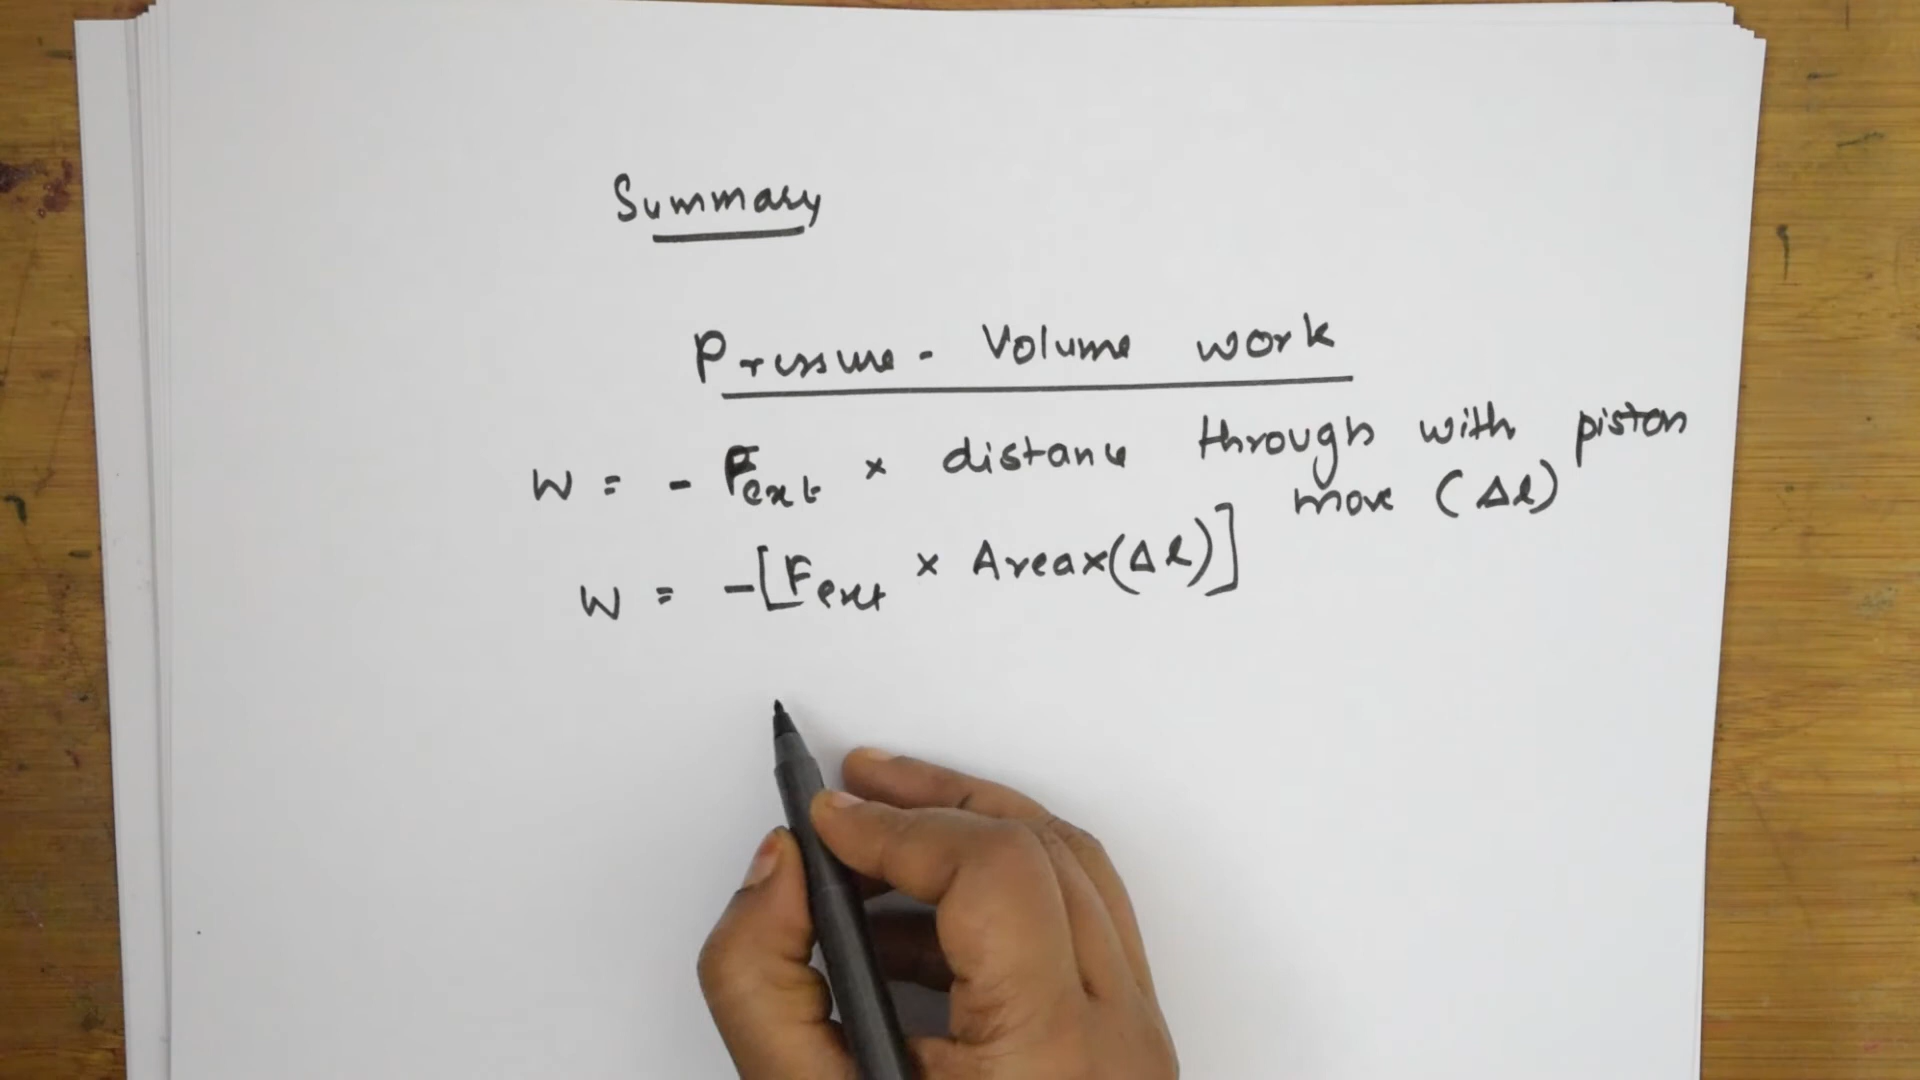 Summary
Pressure - Volume work
W = - Fext × distance through with piston
move (Δl)
W = -[Fext × Area×(Δl)]